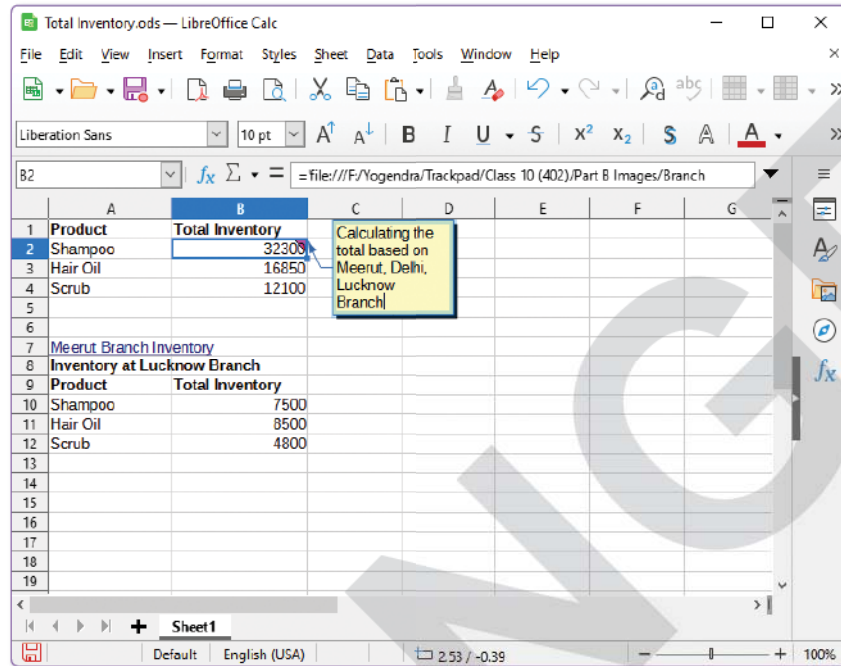 Total Inventory.ods — LibreOffice Calc
File Edit View Insert Format Styles Sheet Data Tools Window Help
Liberation Sans 10 pt
B2 ='file:///F:/Yogendra/Trackpad/Class 10 (402)/Part B Images/Branch
A B C D E F G
1 Product Total Inventory
2 Shampoo 32300
3 Hair Oil 16850
4 Scrub 12100
Calculating the
total based on
Meerut, Delhi,
Lucknow
Branch
5
6
7 Meerut Branch Inventory
8 Inventory at Lucknow Branch
9 Product Total Inventory
10 Shampoo 7500
11 Hair Oil 8500
12 Scrub 4800
13
14
15
16
17
18
19
Sheet1
Default English (USA) 2.53 / -0.39 100%